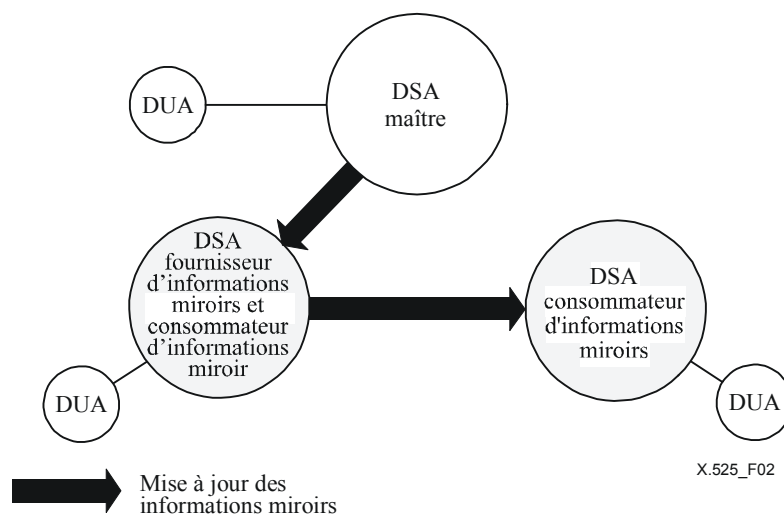 DUA
DSA
maître
DSA
fournisseur
d’informations
miroirs et
consommateur
d’informations
miroir
DSA
consommateur
d'informations
miroirs
DUA
DUA
X.525_F02
Mise à jour des
informations miroirs